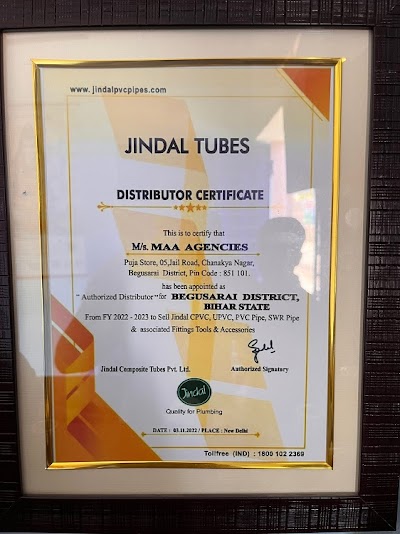 www.jindalpvcpipes.com
JINDAL TUBES
DISTRIBUTOR CERTIFICATE
This is to certify that
M/s. MAA AGENCIES
Puja Store, 05,Jail Road, Chanakya Nagar,
Begusarai District, Pin Code : 851 101,
has been appointed as
"Authorized Distributor"for BEGUSARAI DISTRICT,
BIHAR STATE
From FY 2022 - 2023 to Sell Jindal CPVC, UPVC, PVC Pipe, SWR Pipe
& associated Fittings Tools & Accessories
Jindal Composite Tubes Pvt. Ltd. Authorized Signatory
Jindal
Quality for Plumbing
DATE : 03.11.2022 / PLACE : New Delhi
Tollfree (IND) : 1800 102 2369